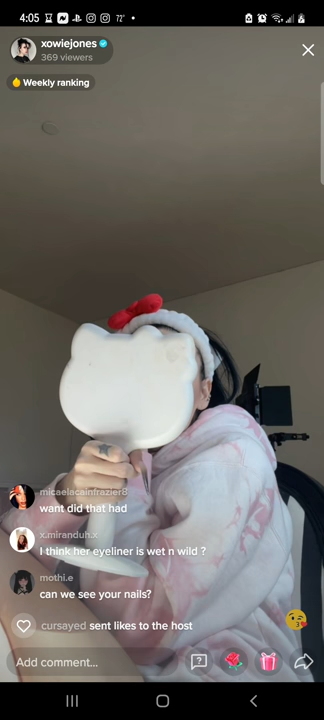 4:05
72°
xowiejones
369 viewers
Weekly ranking
micaelacainfrazier8
want did that had
x.miranduh.x
I think her eyeliner is wet n wild ?
mothi.e
can we see your nails?
cursayed sent likes to the host
Add comment...
?